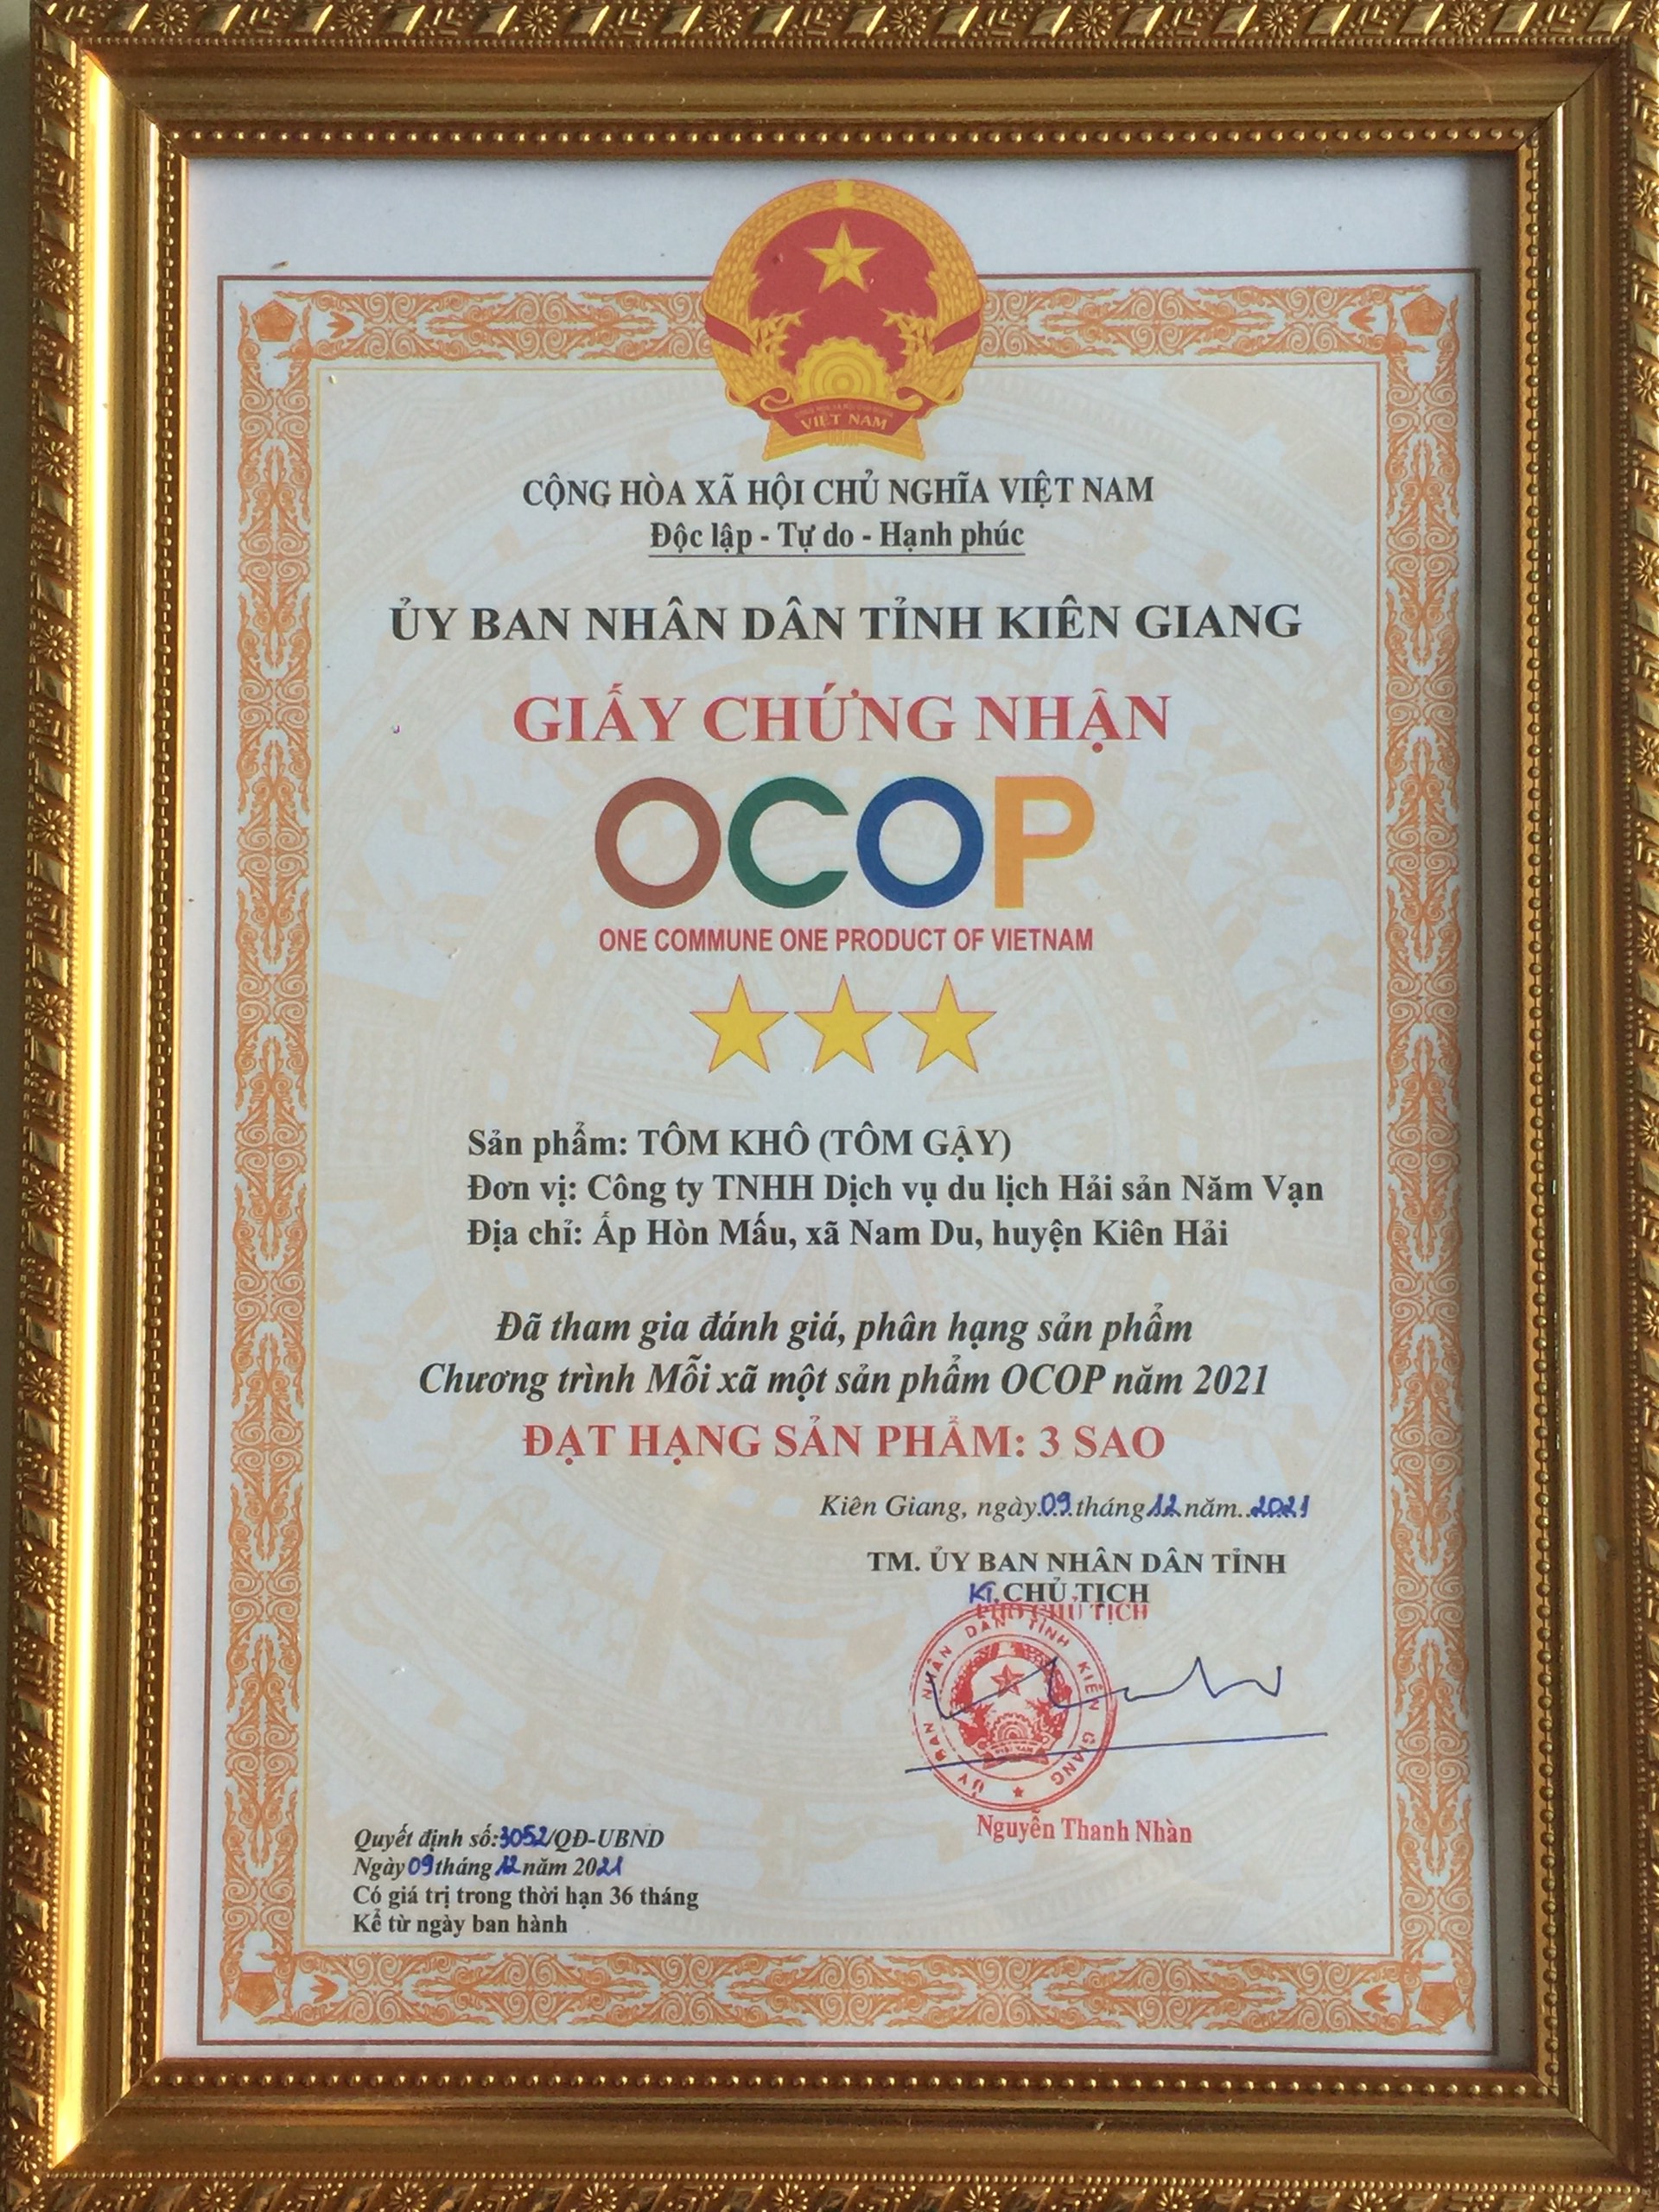 VIỆT NAM
CỘNG HÒA XÃ HỘI CHỦ NGHĨA VIỆT NAM
Độc lập - Tự do - Hạnh phúc
ỦY BAN NHÂN DÂN TỈNH KIÊN GIANG
GIẤY CHỨNG NHẬN
OCOP
ONE COMMUNE ONE PRODUCT OF VIETNAM
Sản phẩm: TÔM KHÔ (TÔM GẬY)
Đơn vị: Công ty TNHH Dịch vụ du lịch Hải sản Năm Vạn
Địa chỉ: Ấp Hòn Mấu, xã Nam Du, huyện Kiên Hải
Đã tham gia đánh giá, phân hạng sản phẩm
Chương trình Mỗi xã một sản phẩm OCOP năm 2021
ĐẠT HẠNG SẢN PHẨM: 3 SAO
Kiên Giang, ngày 09 tháng 12 năm 2021
TM. ỦY BAN NHÂN DÂN TỈNH
KT. CHỦ TỊCH
PHÓ CHỦ TỊCH
ỦY BAN NHÂN DÂN TỈNH KIÊN GIANG
Nguyễn Thanh Nhàn
Quyết định số: 3052/QĐ-UBND
Ngày 09 tháng 12 năm 2021
Có giá trị trong thời hạn 36 tháng
Kể từ ngày ban hành